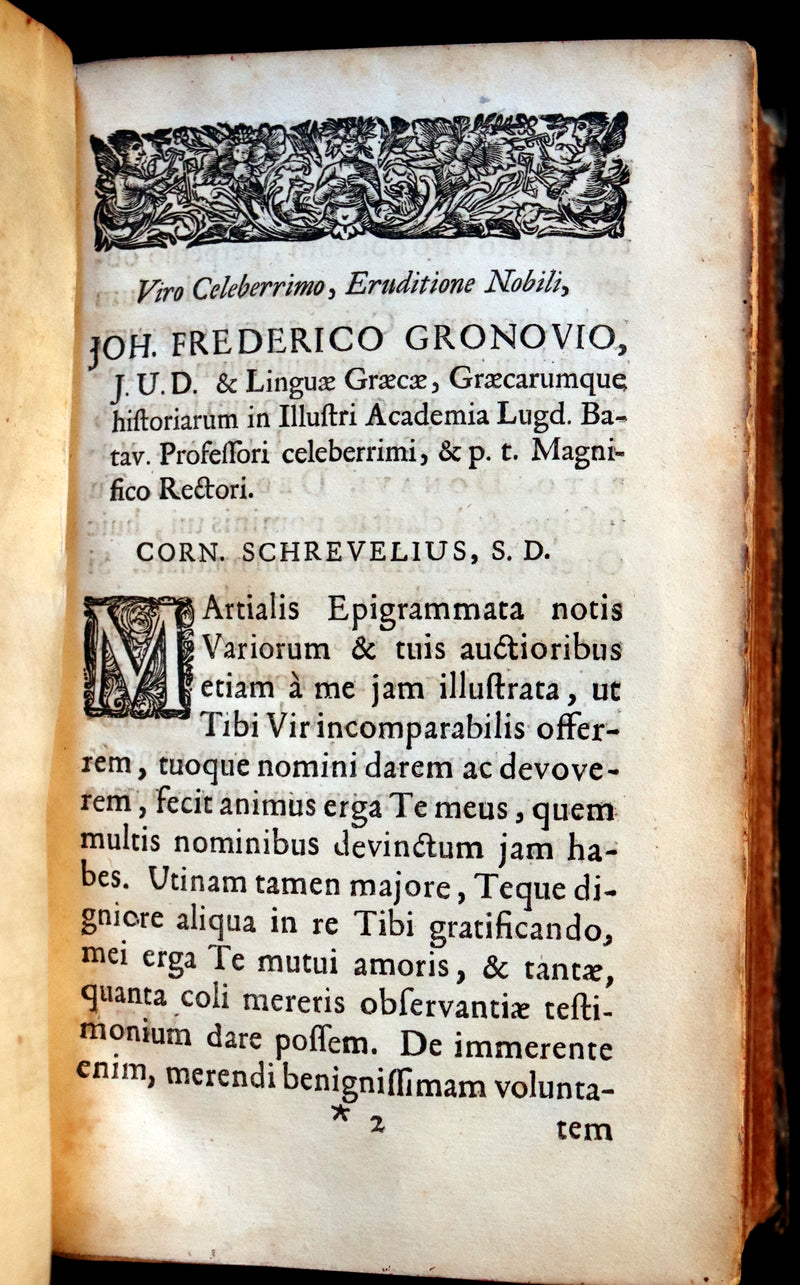 Viro Celeberrimo, Eruditione Nobili,
JOH. FREDERICO GRONOVIO,
J. U. D. & Linguæ Græcæ, Græcarumque
hiſtoriarum in Illuſtri Academia Lugd. Ba-
tav. Profeſſori celeberrimi, & p. t. Magni-
fico Rectori.
CORN. SCHREVELIUS, S. D.
MArtialis Epigrammata notis
Variorum & tuis auctioribus
etiam à me jam illuſtrata, ut
Tibi Vir incomparabilis offer-
rem, tuoque nomini darem ac devove-
rem, fecit animus erga Te meus, quem
multis nominibus devinctum jam ha-
bes. Utinam tamen majore, Teque di-
gniore aliqua in re Tibi gratificando,
mei erga Te mutui amoris, & tantæ,
quanta coli mereris obſervantiæ teſti-
monium dare poſſem. De immerente
enim, merendi benigniſſimam volunta-
* 2 tem